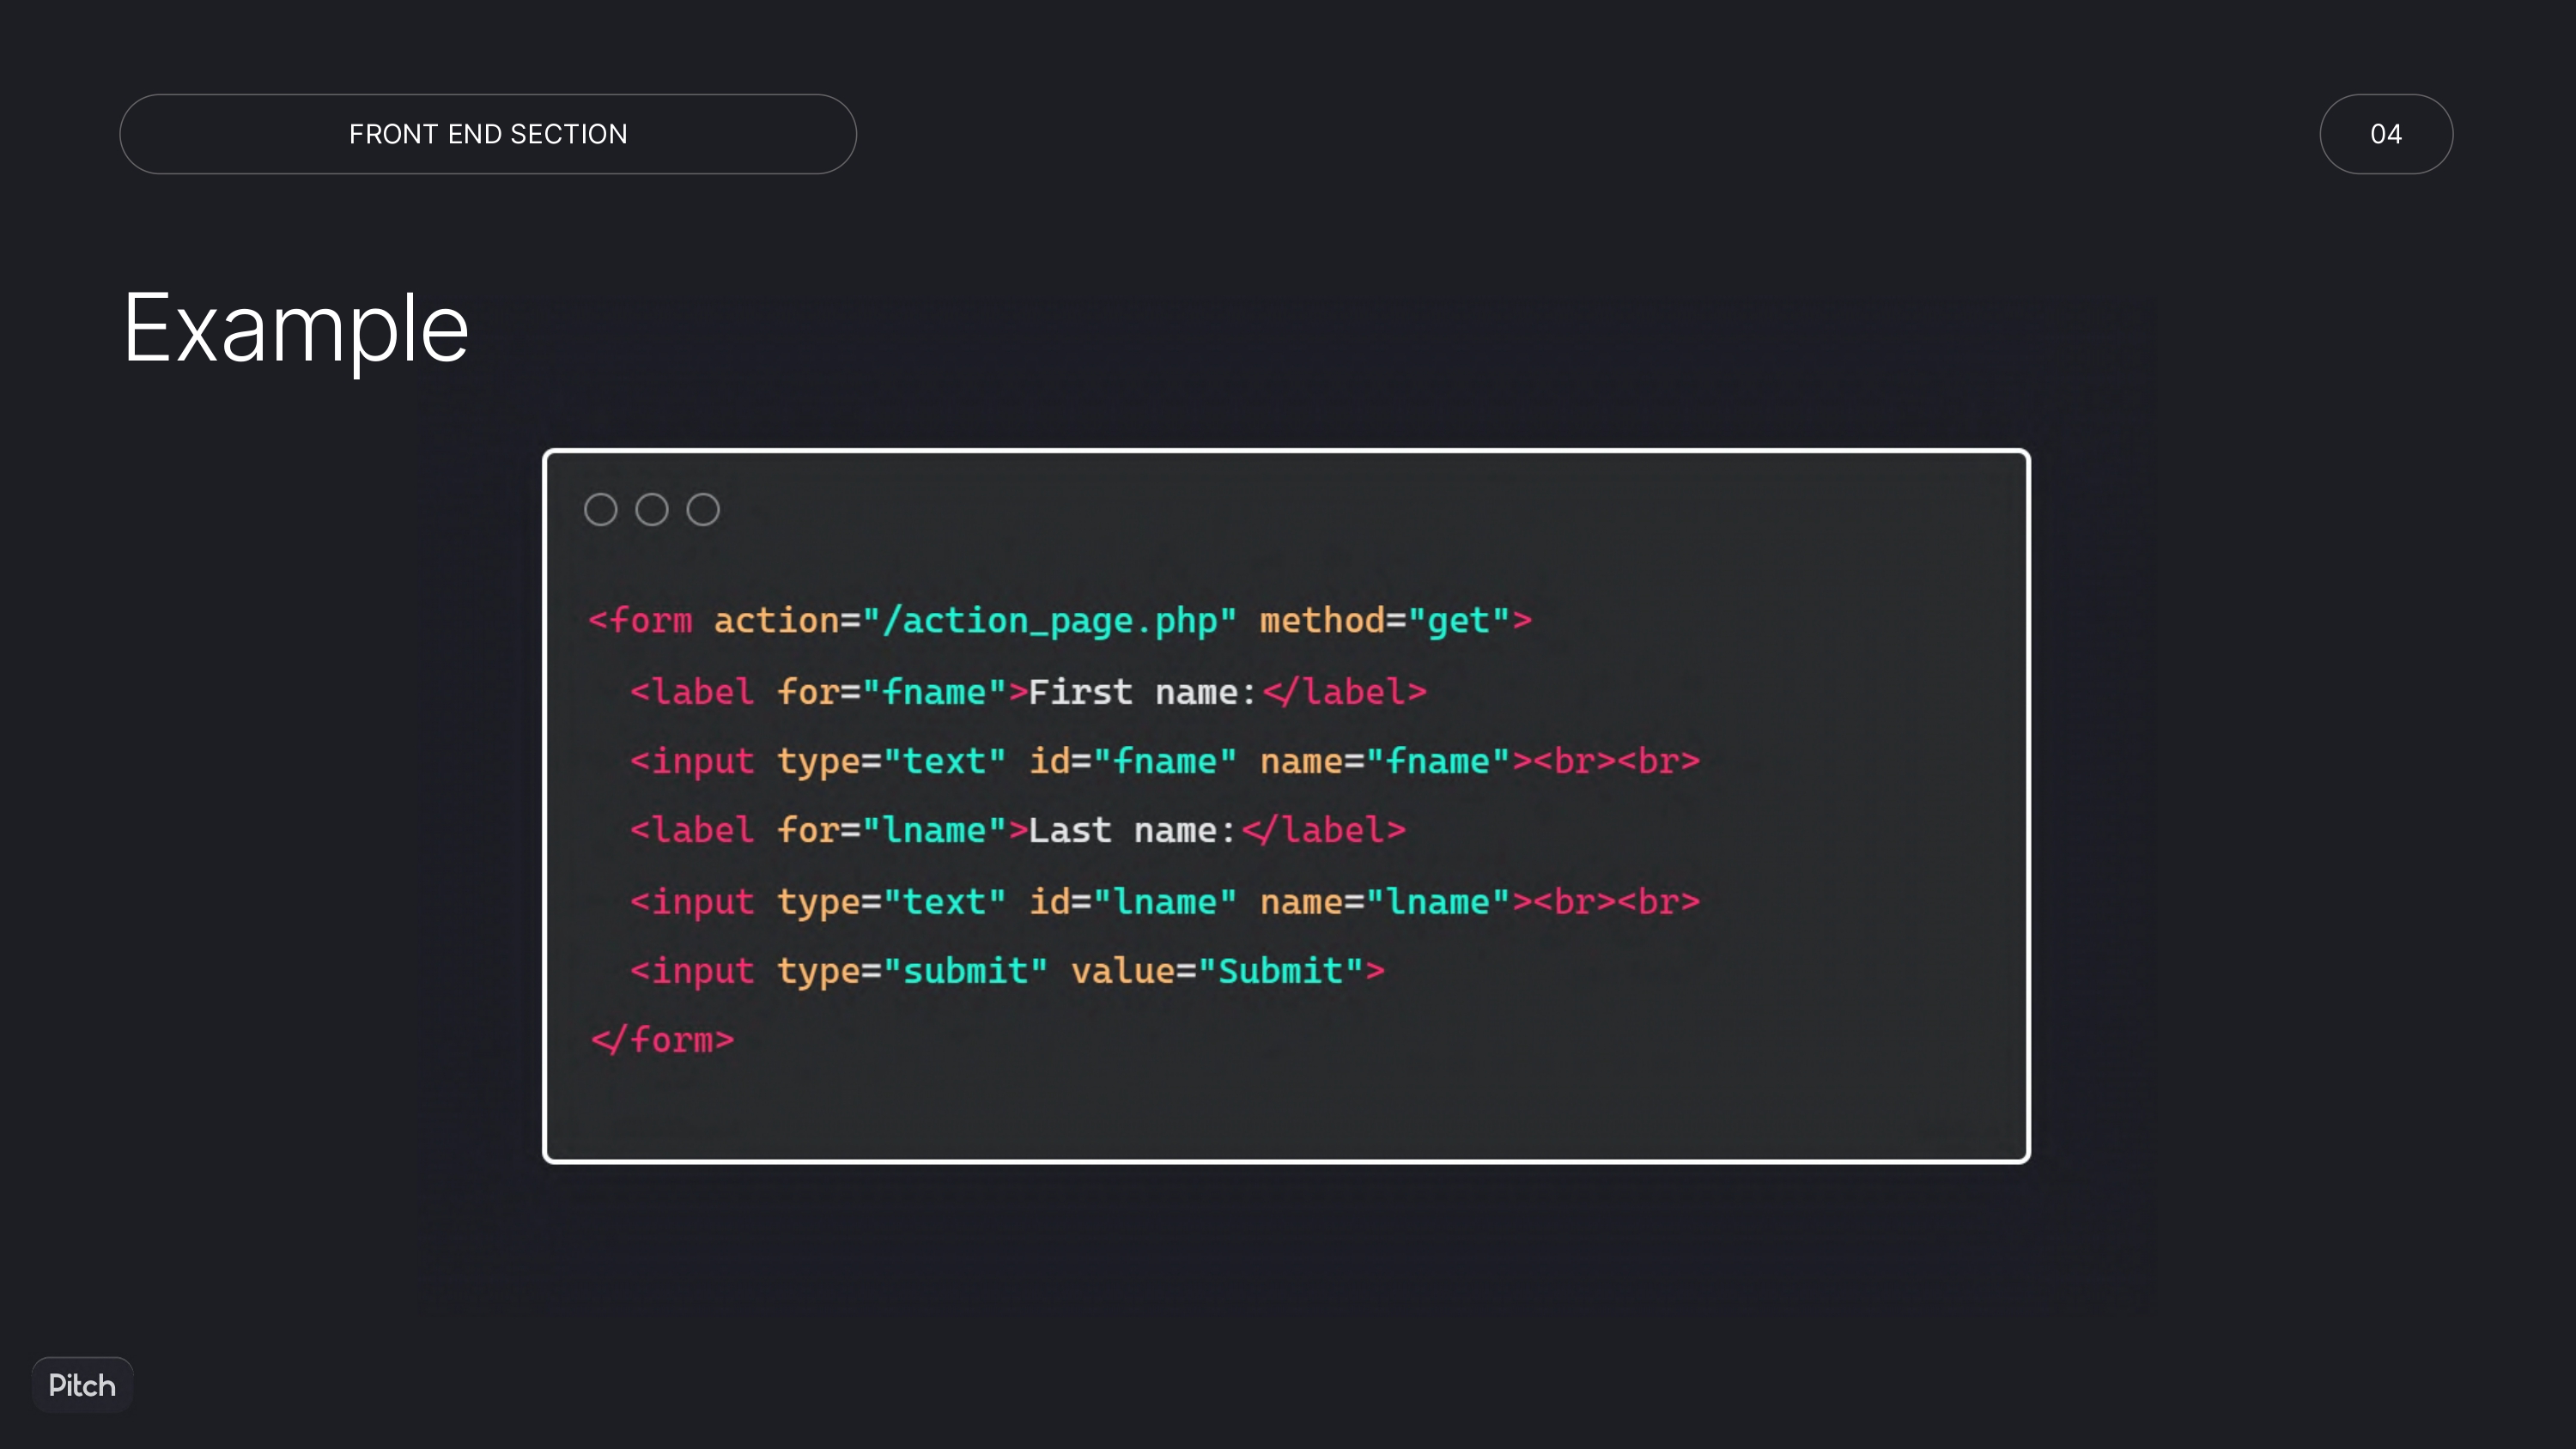 FRONT END SECTION
04
Example
<form action="/action_page.php" method="get">
  <label for="fname">First name:</label>
  <input type="text" id="fname" name="fname"><br><br>
  <label for="lname">Last name:</label>
  <input type="text" id="lname" name="lname"><br><br>
  <input type="submit" value="Submit">
</form>
Pitch